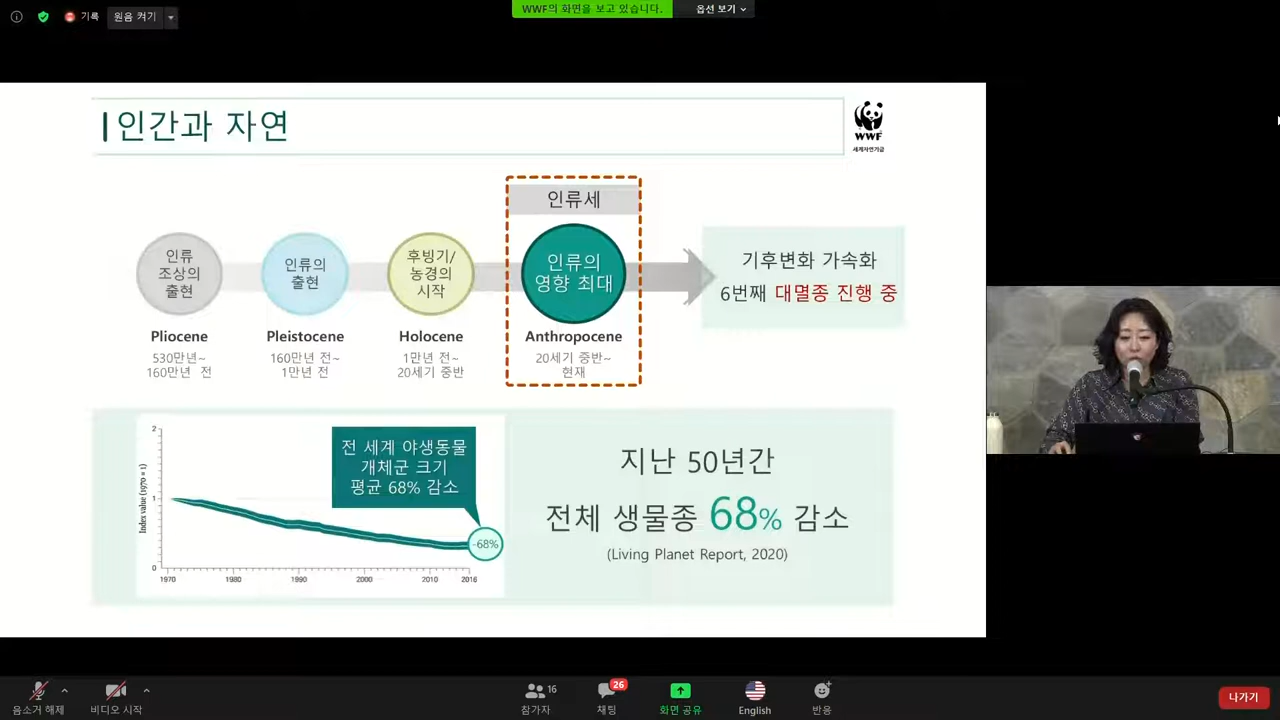 기록
원음 켜기
WWF의 화면을 보고 있습니다.
옵션 보기
인간과 자연
WWF
세계자연기금
인류세
인류
조상의
출현
인류의
출현
후빙기/
농경의
시작
인류의
영향 최대
기후변화 가속화
6번째 대멸종 진행 중
Pliocene
Pleistocene
Holocene
Anthropocene
530만년~
160만년 전
160만년 전~
1만년 전
1만년 전~
20세기 중반
20세기 중반~
현재
전 세계 야생동물
개체군 크기
평균 68% 감소
Index value (1970 = 1)
2
1
0
-68%
1970
1980
1990
2000
2010
2016
지난 50년간
전체 생물종 68% 감소
(Living Planet Report, 2020)
음소거 해제
비디오 시작
16
참가자
26
채팅
화면 공유
English
반응
나가기